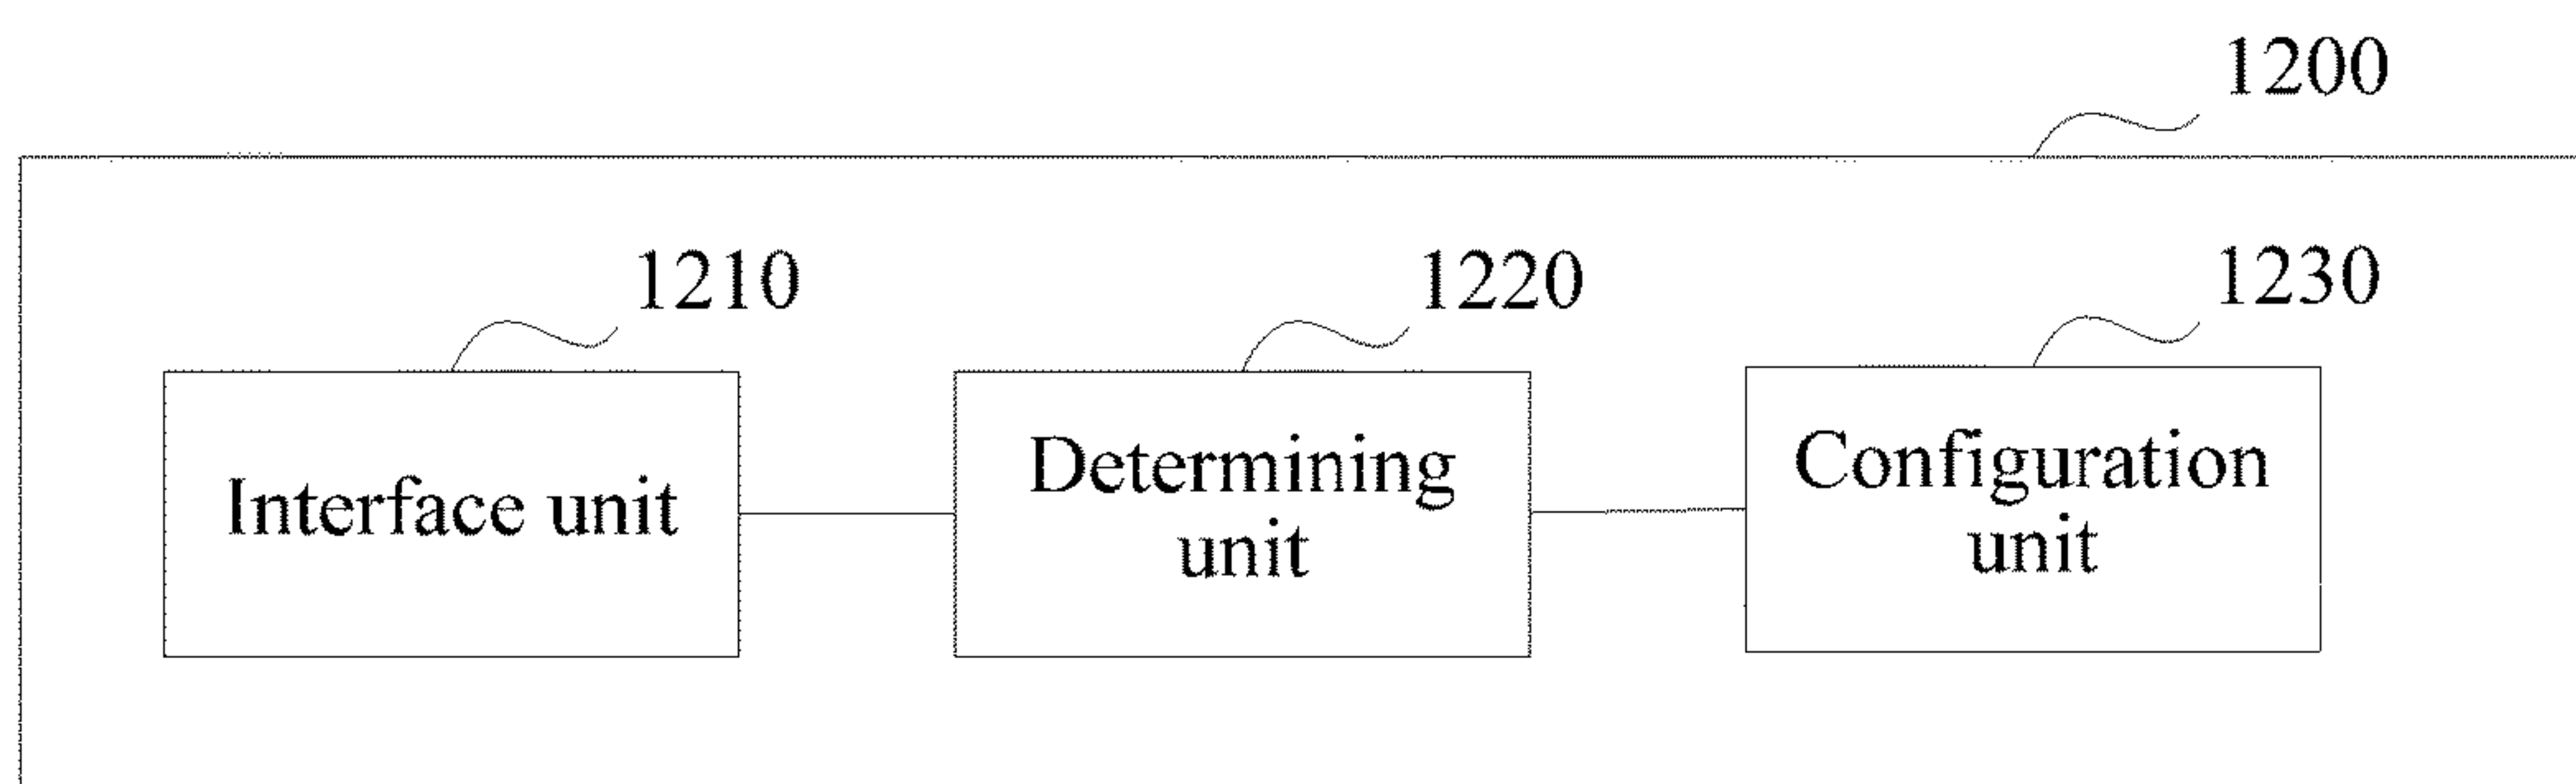 1200
1210
1220
1230
Interface unit
Determining
unit
Configuration
unit